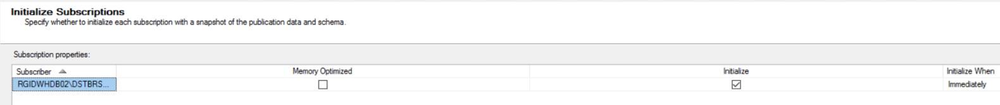 Initialize Subscriptions
Specify whether to initialize each subscription with a snapshot of the publication data and schema.
Subscription properties:
Subscriber Memory Optimized Initialize Initialize When
RGIDWHDB02\DSTBRS... Immediately